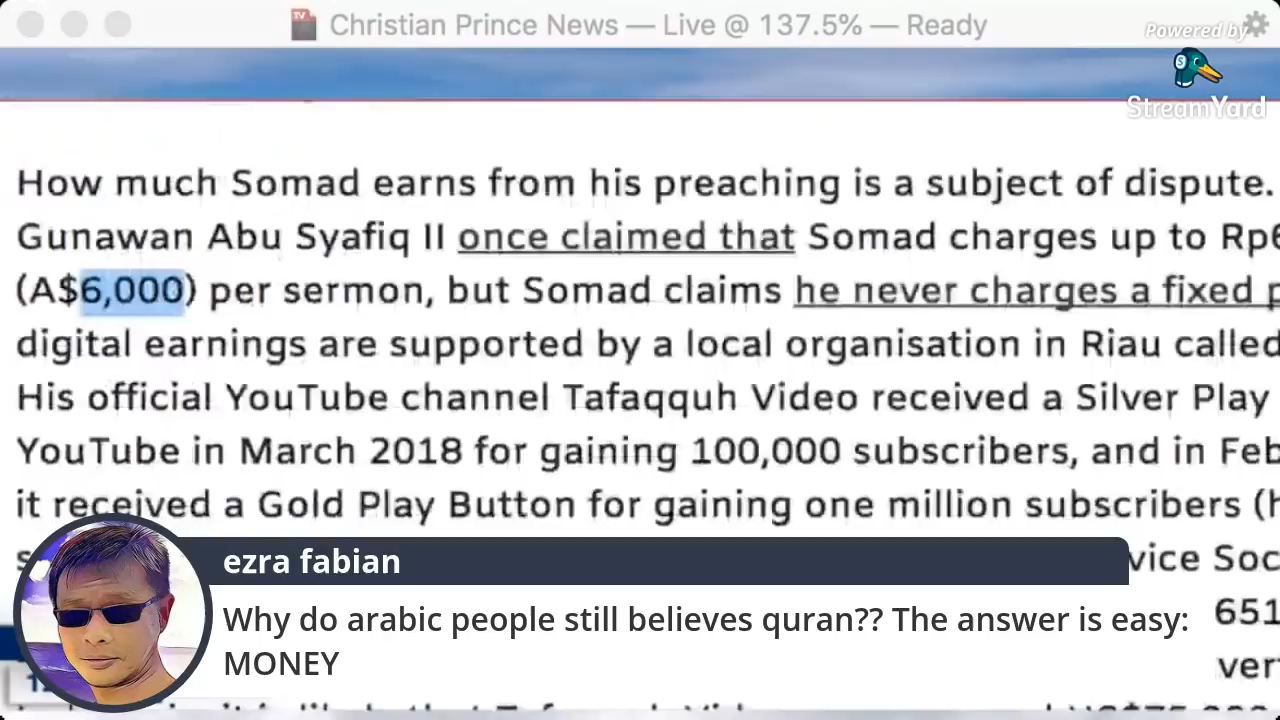 Christian Prince News — Live @ 137.5% — Ready
Powered by
StreamYard
How much Somad earns from his preaching is a subject of dispute.
Gunawan Abu Syafiq II once claimed that Somad charges up to
(A$6,000) per sermon, but Somad claims he never charges a fixed
digital earnings are supported by a local organisation in Riau called
His official YouTube channel Tafaqquh Video received a Silver Play
YouTube in March 2018 for gaining 100,000 subscribers, and in
it received a Gold Play Button for gaining one million subscribers
ezra fabian
Why do arabic people still believes quran?? The answer is easy:
MONEY